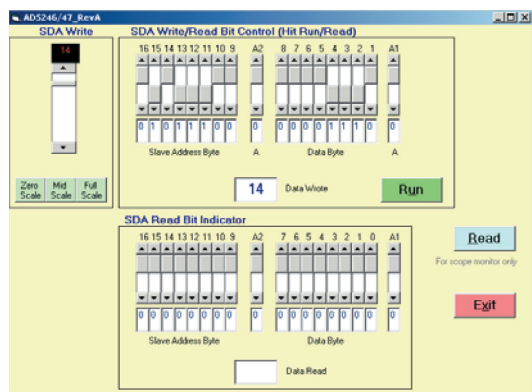 AD5246/47_RevA
SDA Write
14
Zero Scale
Mid Scale
Full Scale
SDA Write/Read Bit Control (Hit Run/Read)
16 15 14 13 12 11 10 9 A2 8 7 6 5 4 3 2 1 A1
0 1 0 1 1 1 0 0 0 0 0 0 1 1 1 0
Slave Address Byte A Data Byte A
14 Data Wrote Run
SDA Read Bit Indicator
16 15 14 13 12 11 10 9 A2 7 6 5 4 3 2 1 0 A1
0 0 0 0 0 0 0 0 0 0 0 0 0 0 0 0
Slave Address Byte Data Byte
Data Read
Read
For scope monitor only
Exit